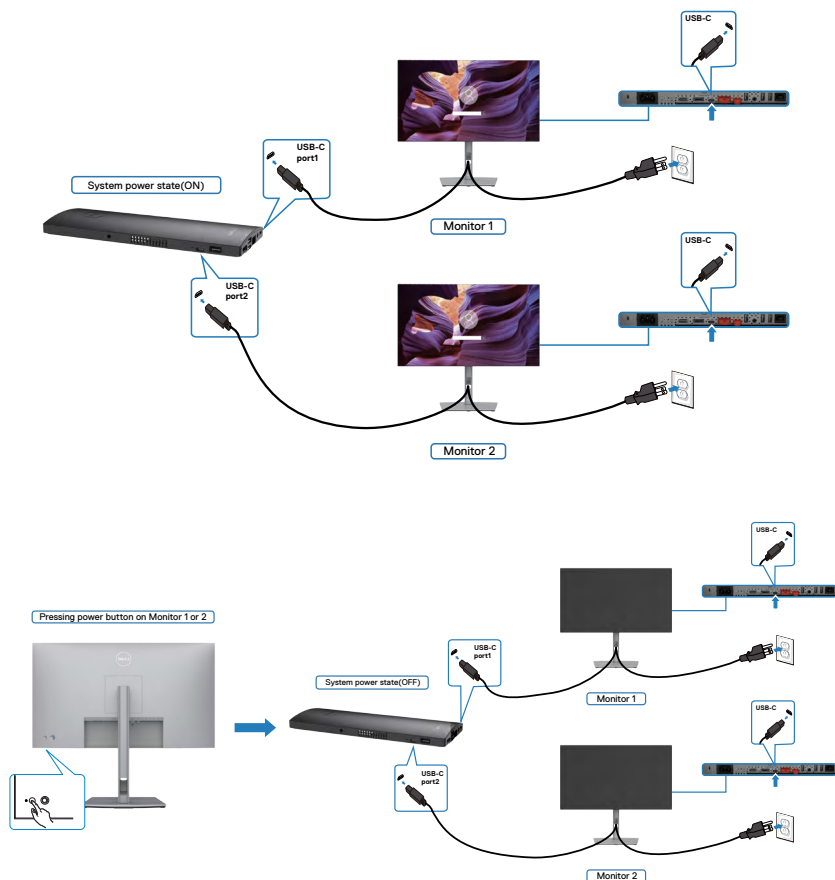 USB-C
USB-C
port1
System power state(ON)
Monitor 1
USB-C
USB-C
port2
Monitor 2
USB-C
Pressing power button on Monitor 1 or 2
DELL
USB-C
port1
System power state(OFF)
Monitor 1
USB-C
USB-C
port2
Monitor 2